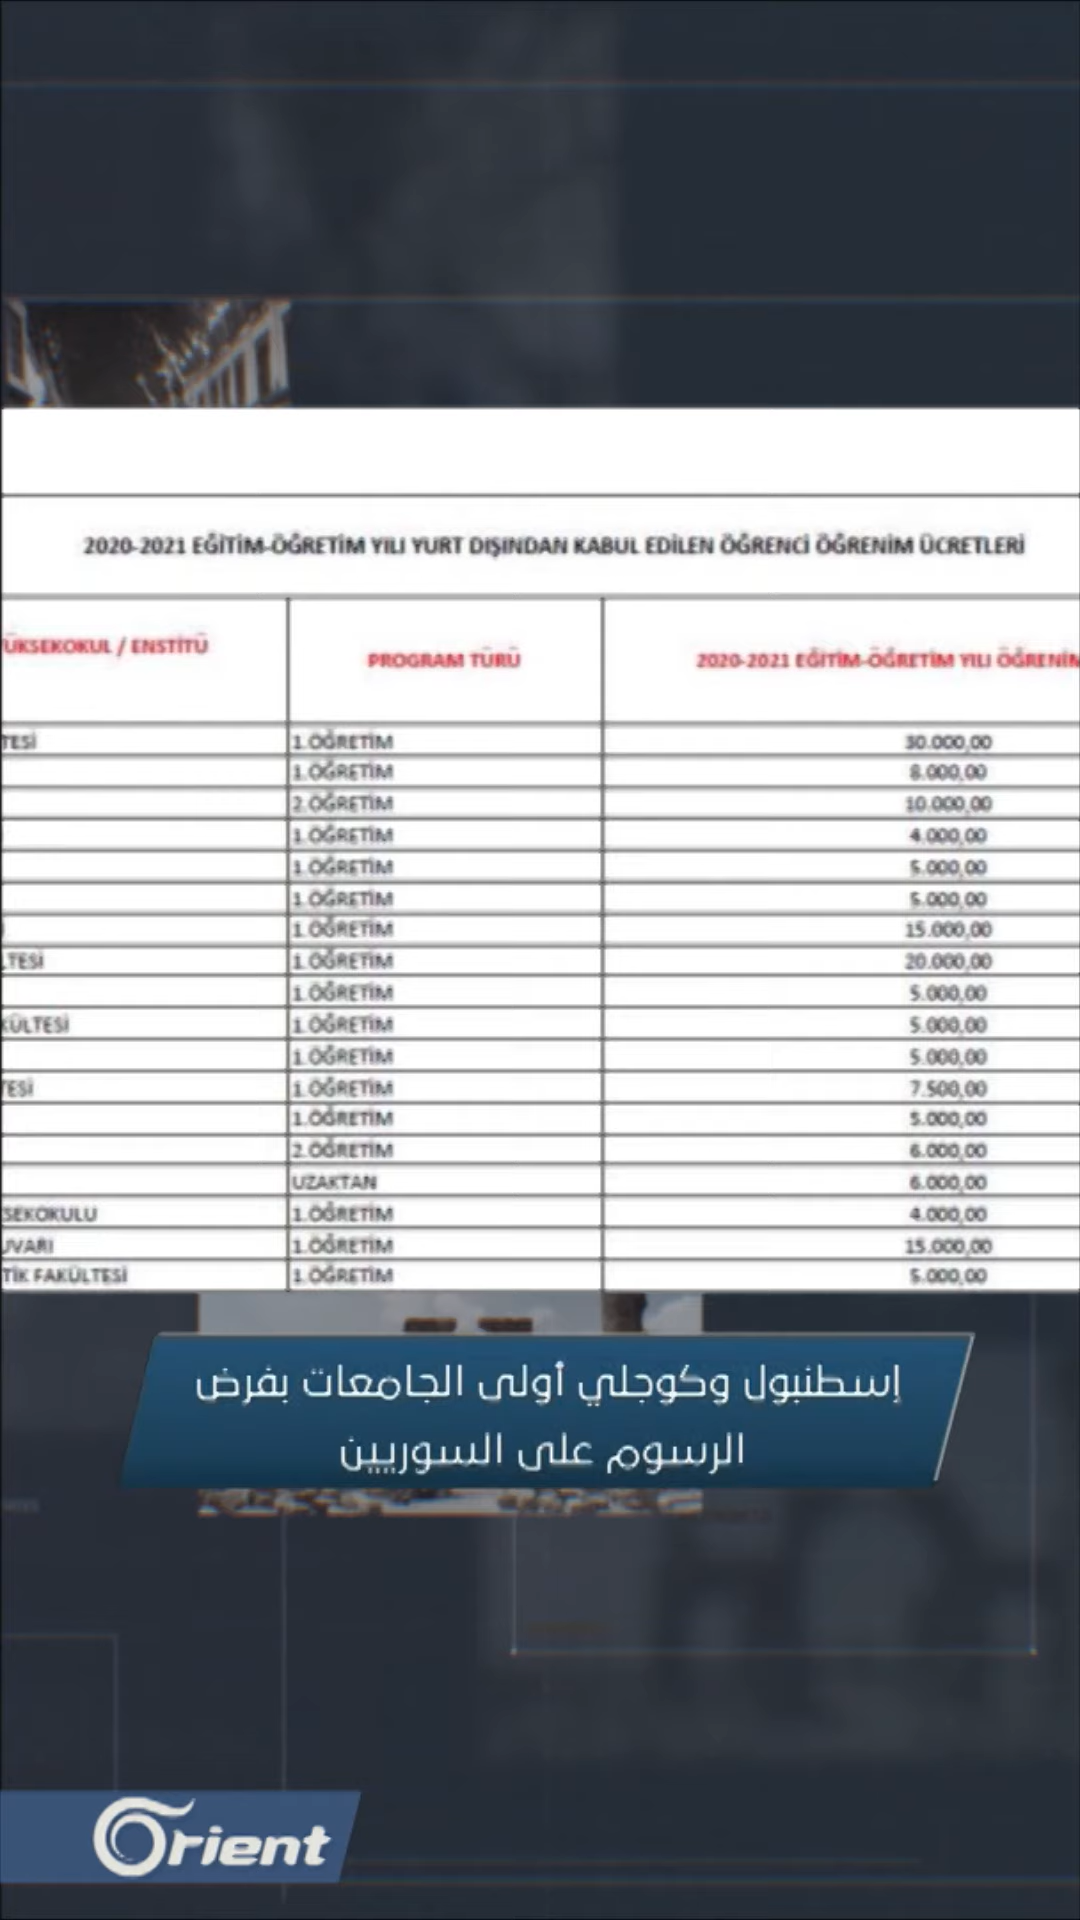 2020-2021 EĞİTİM-ÖĞRETİM YILI YURT DIŞINDAN KABUL EDİLEN ÖĞRENCİ ÖĞRENİM ÜCRETLERİ
ÜKSEKOKUL / ENSTİTÜ PROGRAM TÜRÜ 2020-2021 EĞİTİM-ÖĞRETİM YILI ÖĞRENİM
TESİ 1.ÖĞRETİM 30.000,00
1.ÖĞRETİM 8.000,00
2.ÖĞRETİM 10.000,00
1.ÖĞRETİM 4.000,00
1.ÖĞRETİM 5.000,00
1.ÖĞRETİM 5.000,00
1.ÖĞRETİM 15.000,00
LTESİ 1.ÖĞRETİM 20.000,00
1.ÖĞRETİM 5.000,00
KÜLTESİ 1.ÖĞRETİM 5.000,00
1.ÖĞRETİM 5.000,00
TESİ 1.ÖĞRETİM 7.500,00
1.ÖĞRETİM 5.000,00
2.ÖĞRETİM 6.000,00
UZAKTAN 6.000,00
SEKOKULU 1.ÖĞRETİM 4.000,00
UVARI 1.ÖĞRETİM 15.000,00
TİK FAKÜLTESİ 1.ÖĞRETİM 5.000,00
إسطنبول وكوجلي أولى الجامعات بفرض
الرسوم على السوريين
Orient